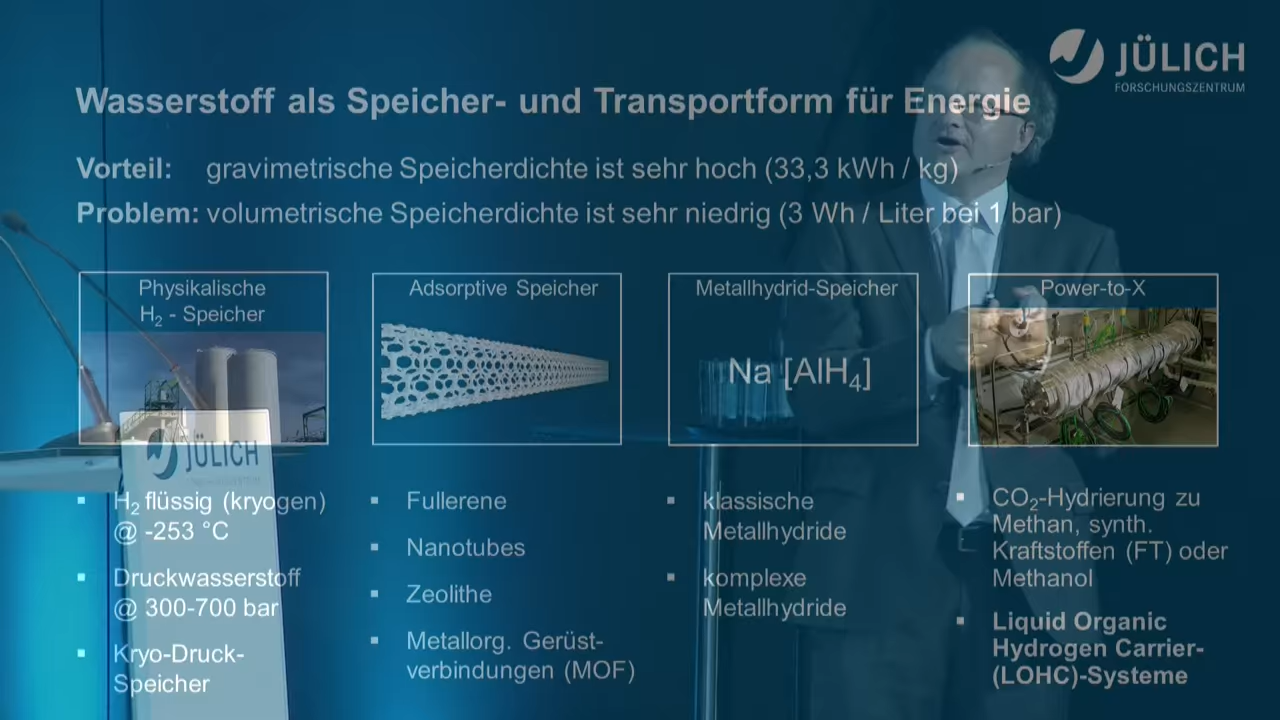 JÜLICH
FORSCHUNGSZENTRUM
Wasserstoff als Speicher- und Transportform für Energie
Vorteil: gravimetrische Speicherdichte ist sehr hoch (33,3 kWh / kg)
Problem: volumetrische Speicherdichte ist sehr niedrig (3 Wh / Liter bei 1 bar)
Physikalische
H₂ - Speicher
JÜLICH
▪ H₂ flüssig (kryogen)
@ -253 °C
▪ Druckwasserstoff
@ 300-700 bar
▪ Kryo-Druck-
Speicher
Adsorptive Speicher
▪ Fullerene
▪ Nanotubes
▪ Zeolithe
▪ Metallorg. Gerüst-
verbindungen (MOF)
Metallhydrid-Speicher
Na [AlH₄]
▪ klassische
Metallhydride
▪ komplexe
Metallhydride
Power-to-X
▪ CO₂-Hydrierung zu
Methan, synth.
Kraftstoffen (FT) oder
Methanol
▪ Liquid Organic
Hydrogen Carrier-
(LOHC)-Systeme